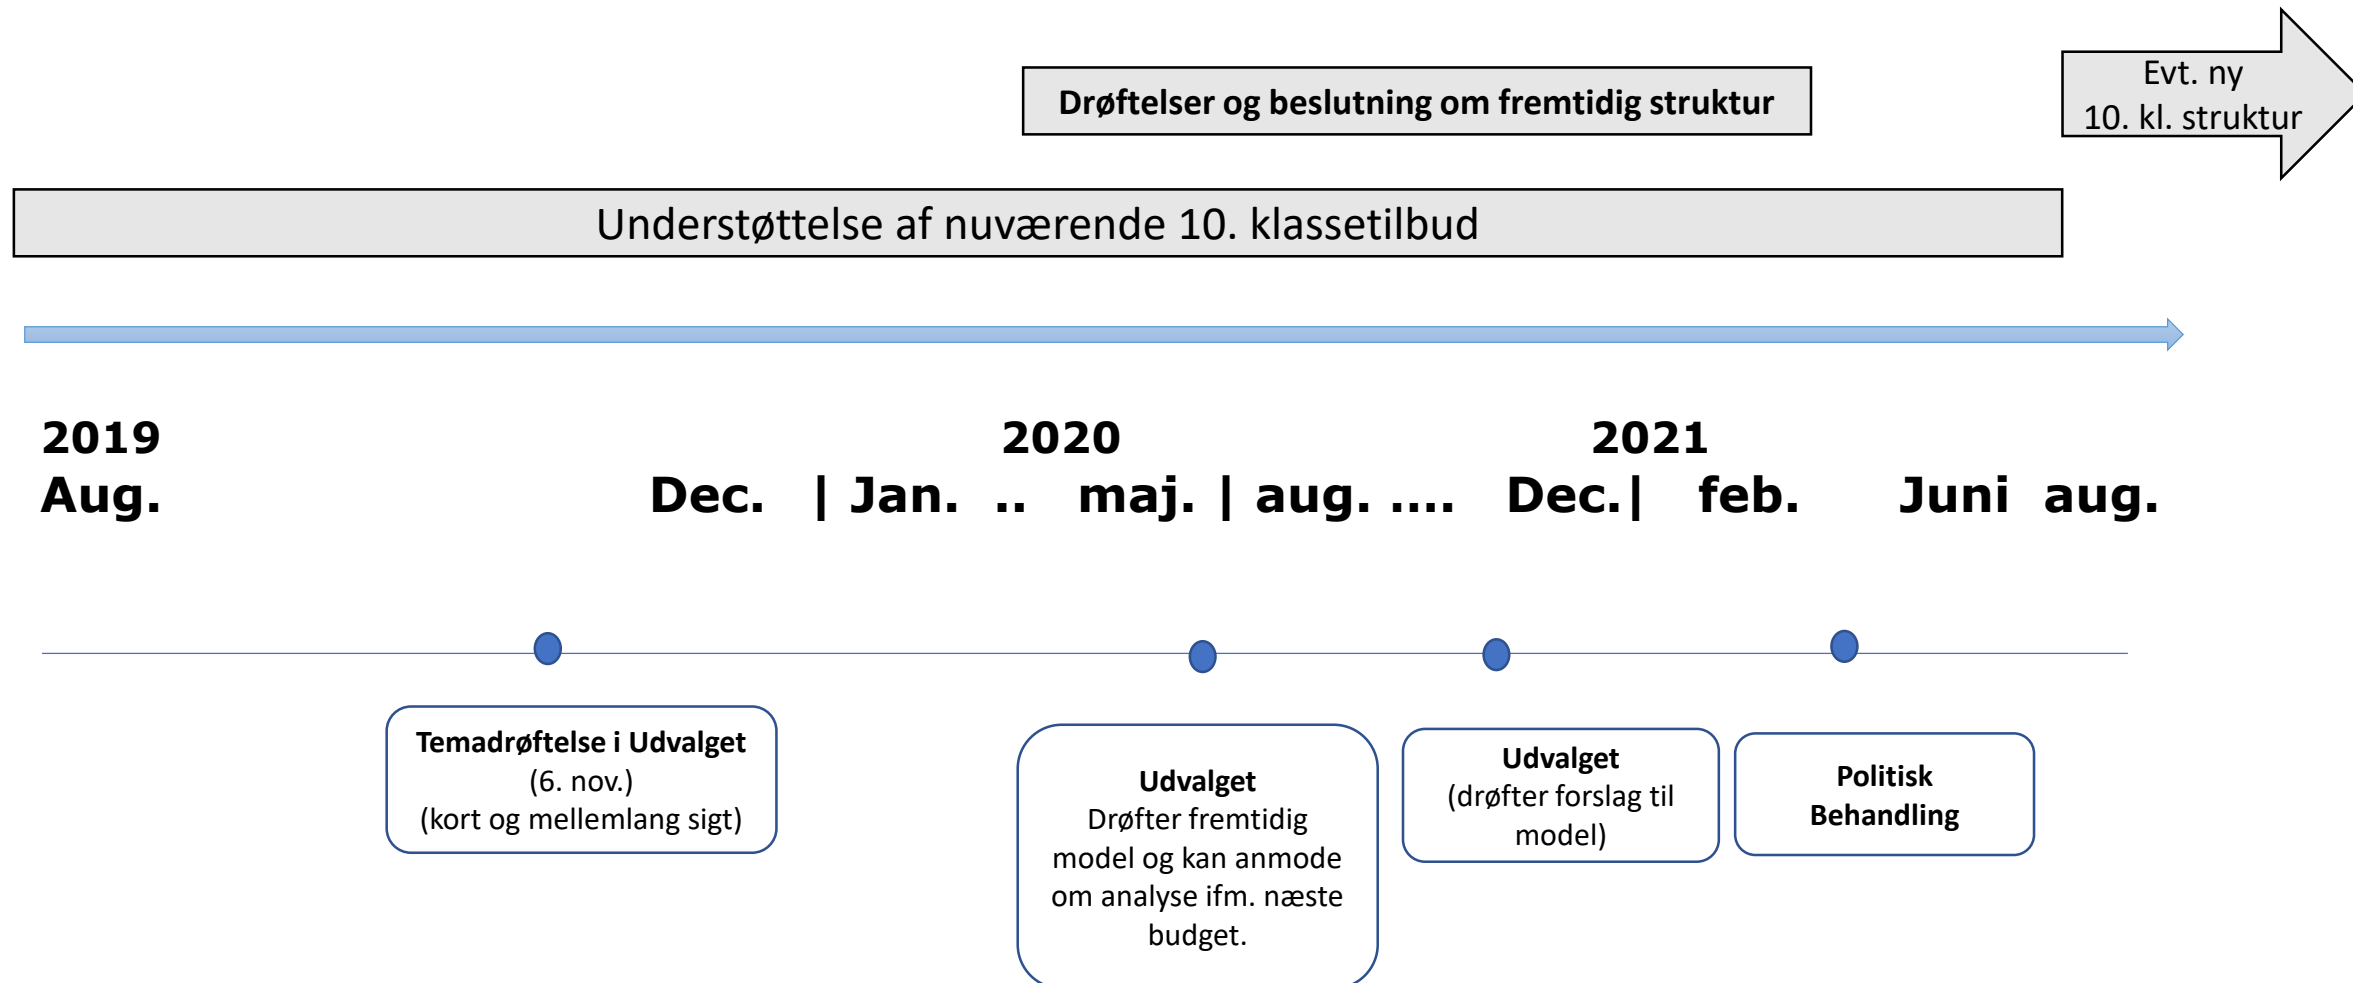 Evt. ny
10. kl. struktur
Drøftelser og beslutning om fremtidig struktur
Understøttelse af nuværende 10. klassetilbud
2019 2020 2021
Aug. Dec. | Jan. .. maj. | aug. .... Dec.| feb. Juni aug.
Temadrøftelse i Udvalget
(6. nov.)
(kort og mellemlang sigt)
Udvalget
Drøfter fremtidig
model og kan anmode
om analyse ifm. næste
budget.
Udvalget
(drøfter forslag til
model)
Politisk
Behandling